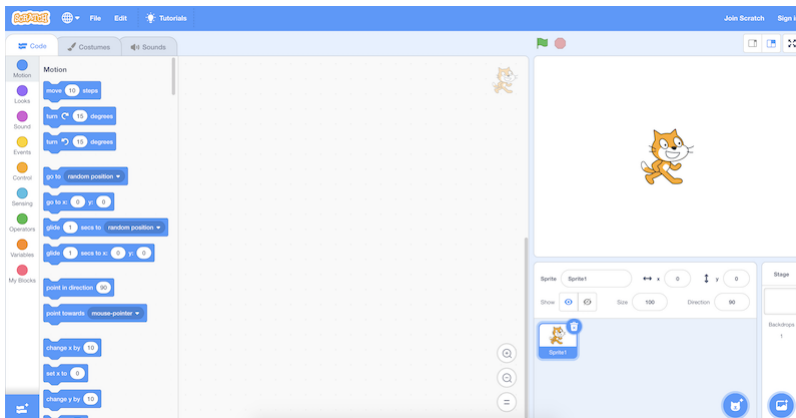 SCRATCH File Edit Tutorials Join Scratch Sign i
Code Costumes Sounds
Motion
Looks
Sound
Events
Control
Sensing
Operators
Variables
My Blocks
Motion
move 10 steps
turn 15 degrees
turn 15 degrees
go to random position
go to x: 0 y: 0
glide 1 secs to random position
glide 1 secs to x: 0 y: 0
point in direction 90
point towards mouse-pointer
change x by 10
set x to 0
change y by 10
Sprite Sprite1 x 0 y 0
Show Size 100 Direction 90
Sprite1
Stage
Backdrops
1